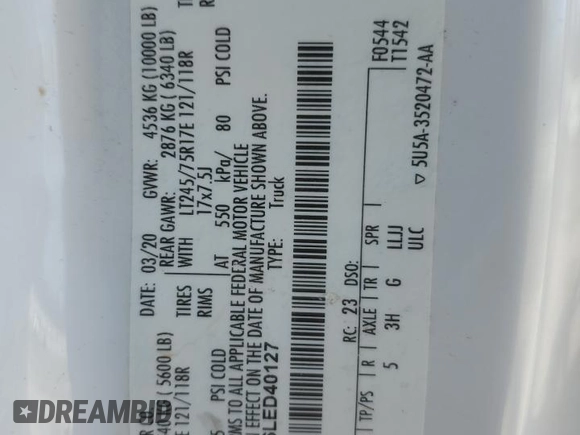 DATE: 03/20 GVWR: 4536 KG (10000 LB)
5600 LB) REAR GAWR: 2876 KG ( 6340 LB)
E 121/118R TIRES WITH LT245/75R17E 121/118R
RIMS 17x7.5J
PSI COLD AT 550 kPa/ 80 PSI COLD
MS TO ALL APPLICABLE FEDERAL MOTOR VEHICLE
EFFECT ON THE DATE OF MANUFACTURE SHOWN ABOVE.
LED40127 TYPE: Truck
F0544
T1542
RC: 23 DSO:
TP/PS R AXLE TR SPR
5 3H G LLJJ
ULC ▽ 5U5A-3520472-AA
DREAMBID